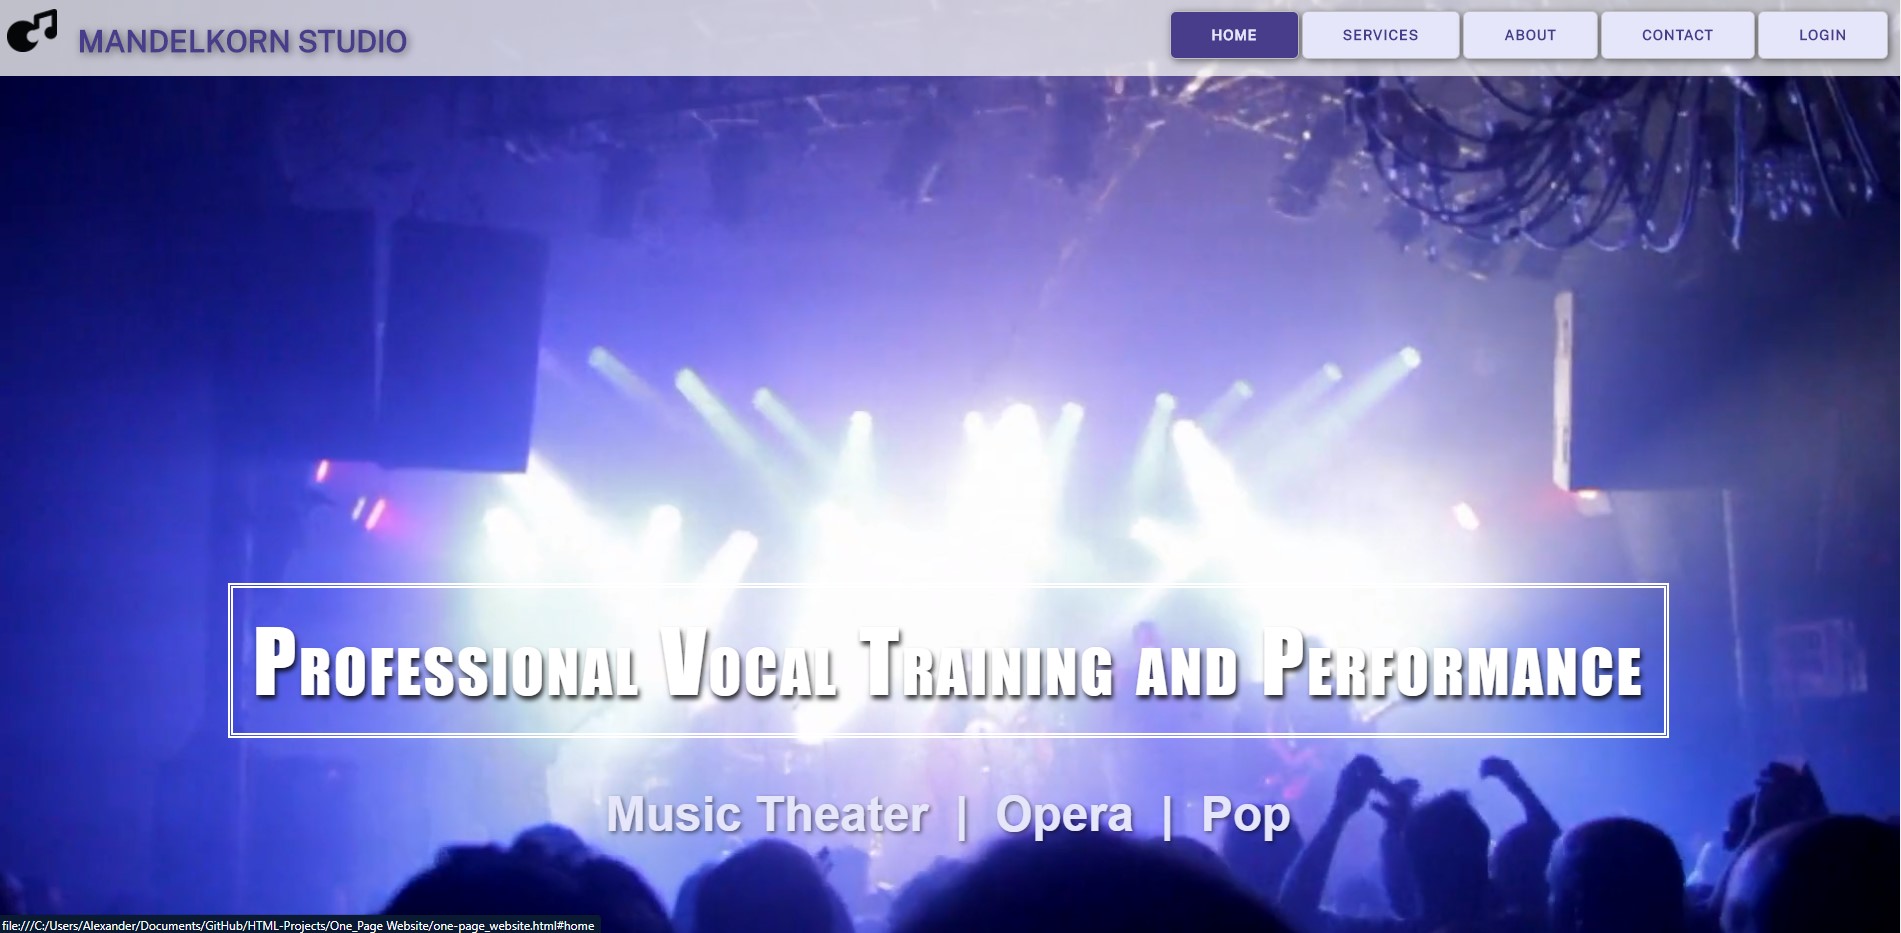 MANDELKORN STUDIO
HOME SERVICES ABOUT CONTACT LOGIN
Professional Vocal Training and Performance
Music Theater | Opera | Pop
file:///C:/Users/Alexander/Documents/GitHub/HTML-Projects/One_Page Website/one-page_website.html#home